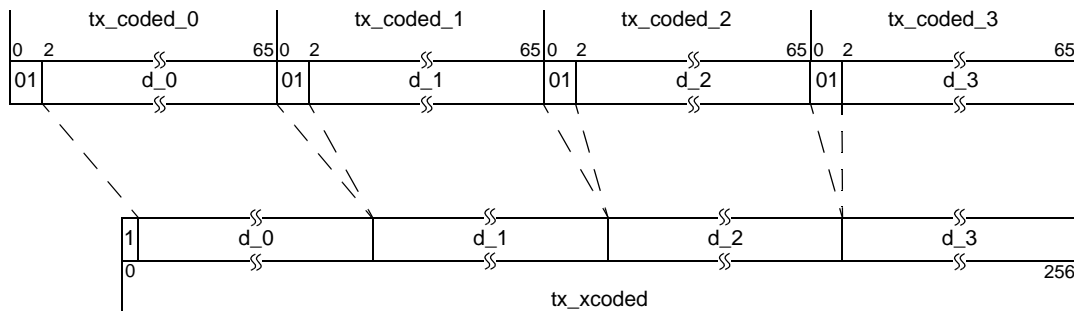 tx_coded_0 tx_coded_1 tx_coded_2 tx_coded_3
0 2 65 0 2 65 0 2 65 0 2 65
01 d_0 01 d_1 01 d_2 01 d_3
1 d_0 d_1 d_2 d_3
0 256
tx_xcoded